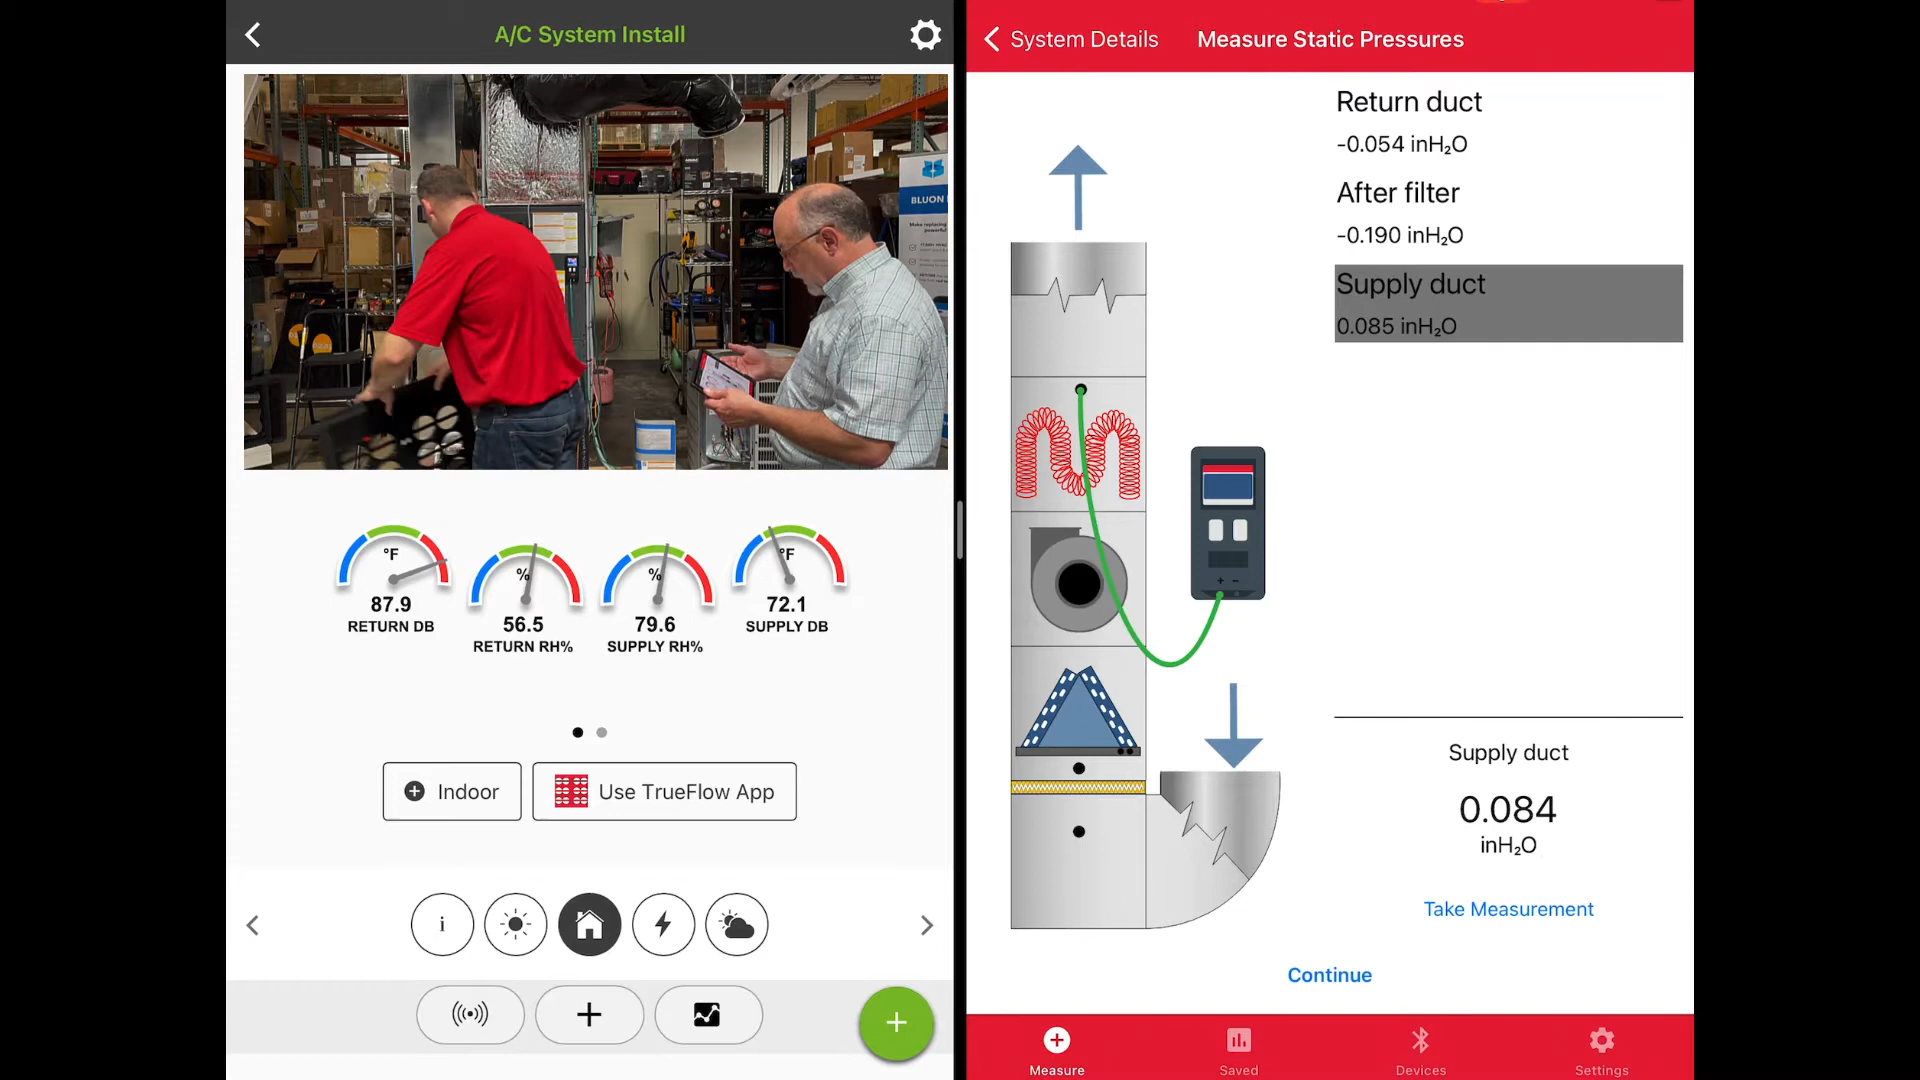 A/C System Install
BLUON
°F
87.9
RETURN DB
%
56.5
RETURN RH%
%
79.6
SUPPLY RH%
°F
72.1
SUPPLY DB
Indoor
Use TrueFlow App
i
System Details
Measure Static Pressures
Return duct
-0.054 inH₂O
After filter
-0.190 inH₂O
Supply duct
0.085 inH₂O
+ -
Supply duct
0.084
inH₂O
Take Measurement
Continue
Measure
Saved
Devices
Settings